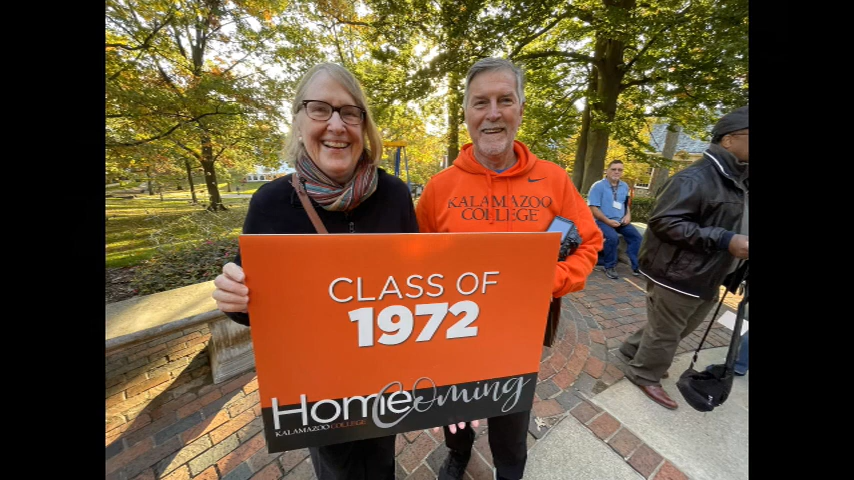 KALAMAZOO
COLLEGE
CLASS OF
1972
HomeComing
KALAMAZOO COLLEGE